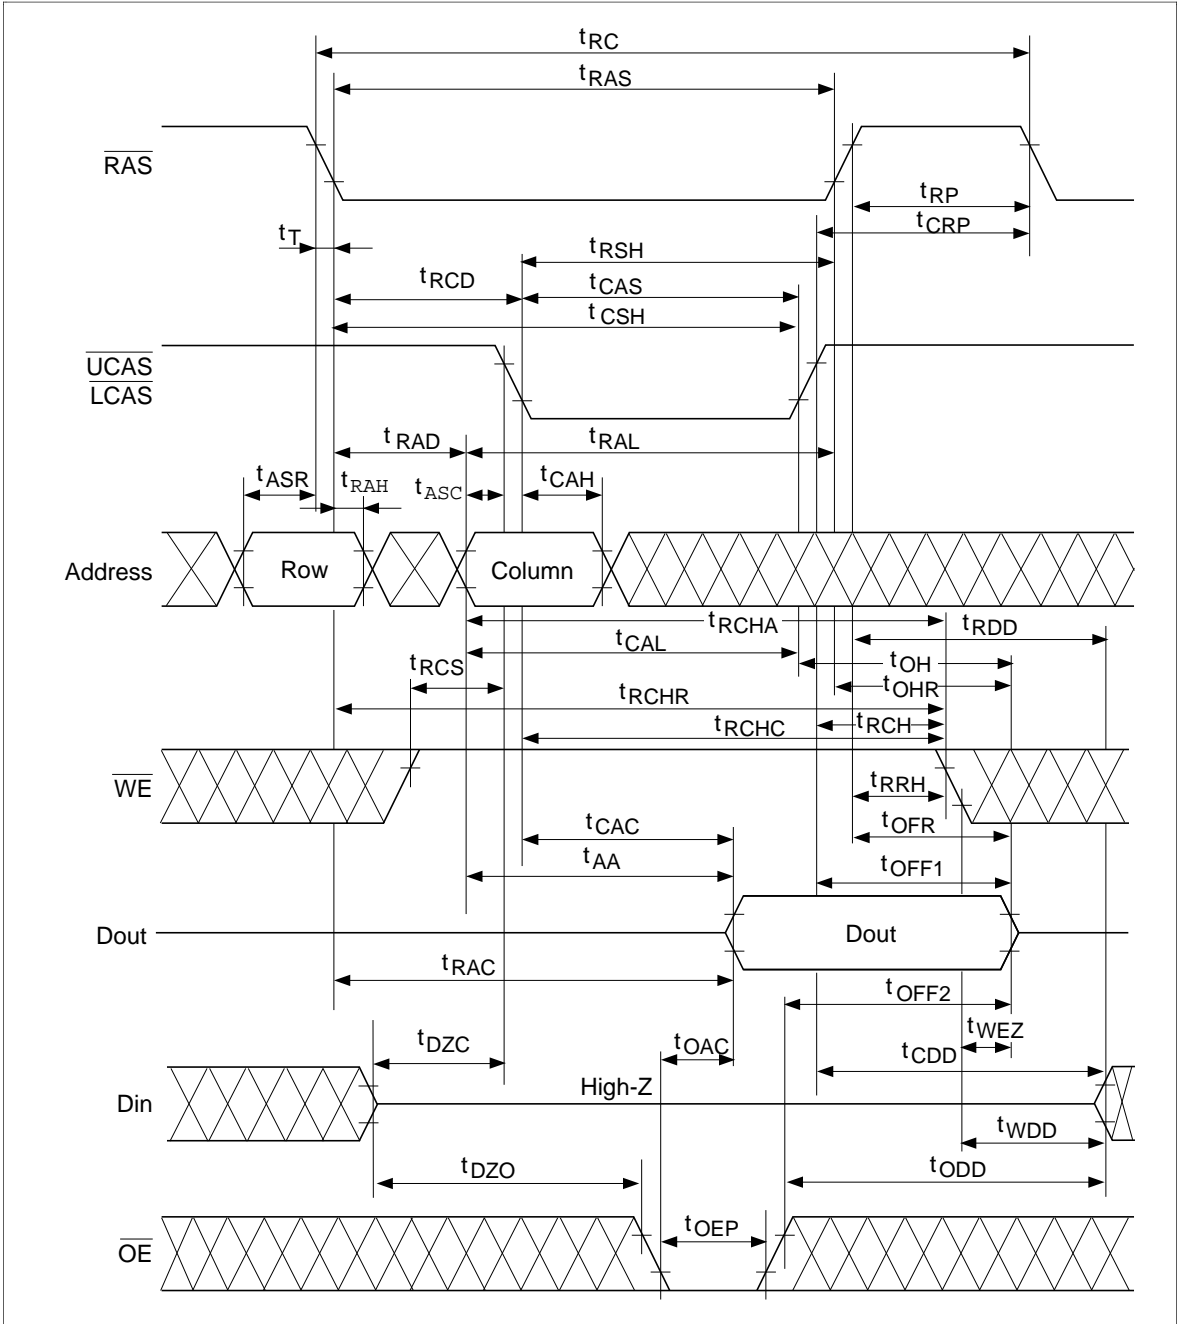 tRC
tRAS
RAS
tRP
tCRP
tT
tRSH
tRCD
tCAS
tCSH
UCAS
LCAS
tRAD
tRAL
tASR
tRAH
tASC
tCAH
Address
Row
Column
tRCHA
tRDD
tCAL
tOH
tRCS
tOHR
tRCHR
tRCHC
tRCH
WE
tRRH
tCAC
tOFR
tAA
tOFF1
Dout
Dout
tRAC
tOFF2
tWEZ
tDZC
tOAC
tCDD
High-Z
Din
tWDD
tDZO
tODD
tOEP
OE